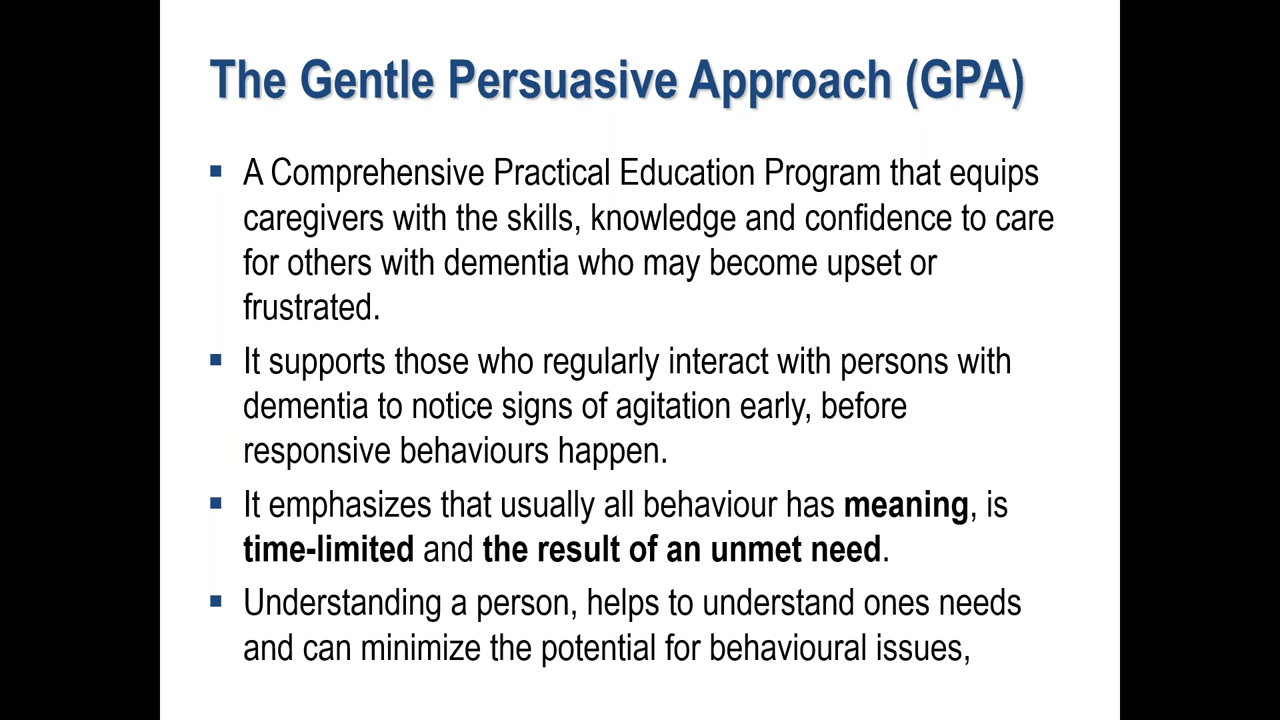 The Gentle Persuasive Approach (GPA)
▪ A Comprehensive Practical Education Program that equips
caregivers with the skills, knowledge and confidence to care
for others with dementia who may become upset or
frustrated.
▪ It supports those who regularly interact with persons with
dementia to notice signs of agitation early, before
responsive behaviours happen.
▪ It emphasizes that usually all behaviour has meaning, is
time-limited and the result of an unmet need.
▪ Understanding a person, helps to understand ones needs
and can minimize the potential for behavioural issues,